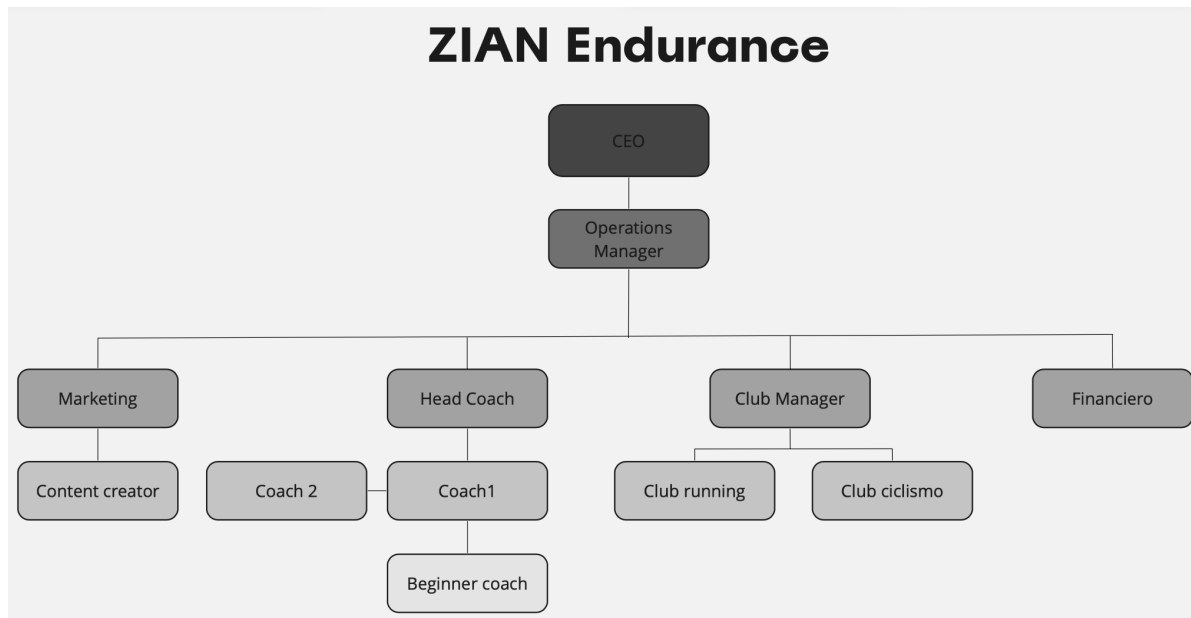 ZIAN Endurance
CEO
Operations
Manager
Marketing
Head Coach
Club Manager
Financiero
Content creator
Coach 2
Coach1
Club running
Club ciclismo
Beginner coach